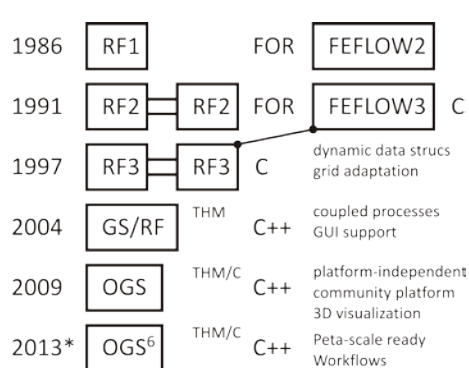 1986 RF1 FOR FEFLOW2
1991 RF2 RF2 FOR FEFLOW3 C
1997 RF3 RF3 C dynamic data strucs
grid adaptation
2004 GS/RF THM C++ coupled processes
GUI support
2009 OGS THM/C C++ platform-independent
community platform
3D visualization
2013* OGS⁶ THM/C C++ Peta-scale ready
Workflows